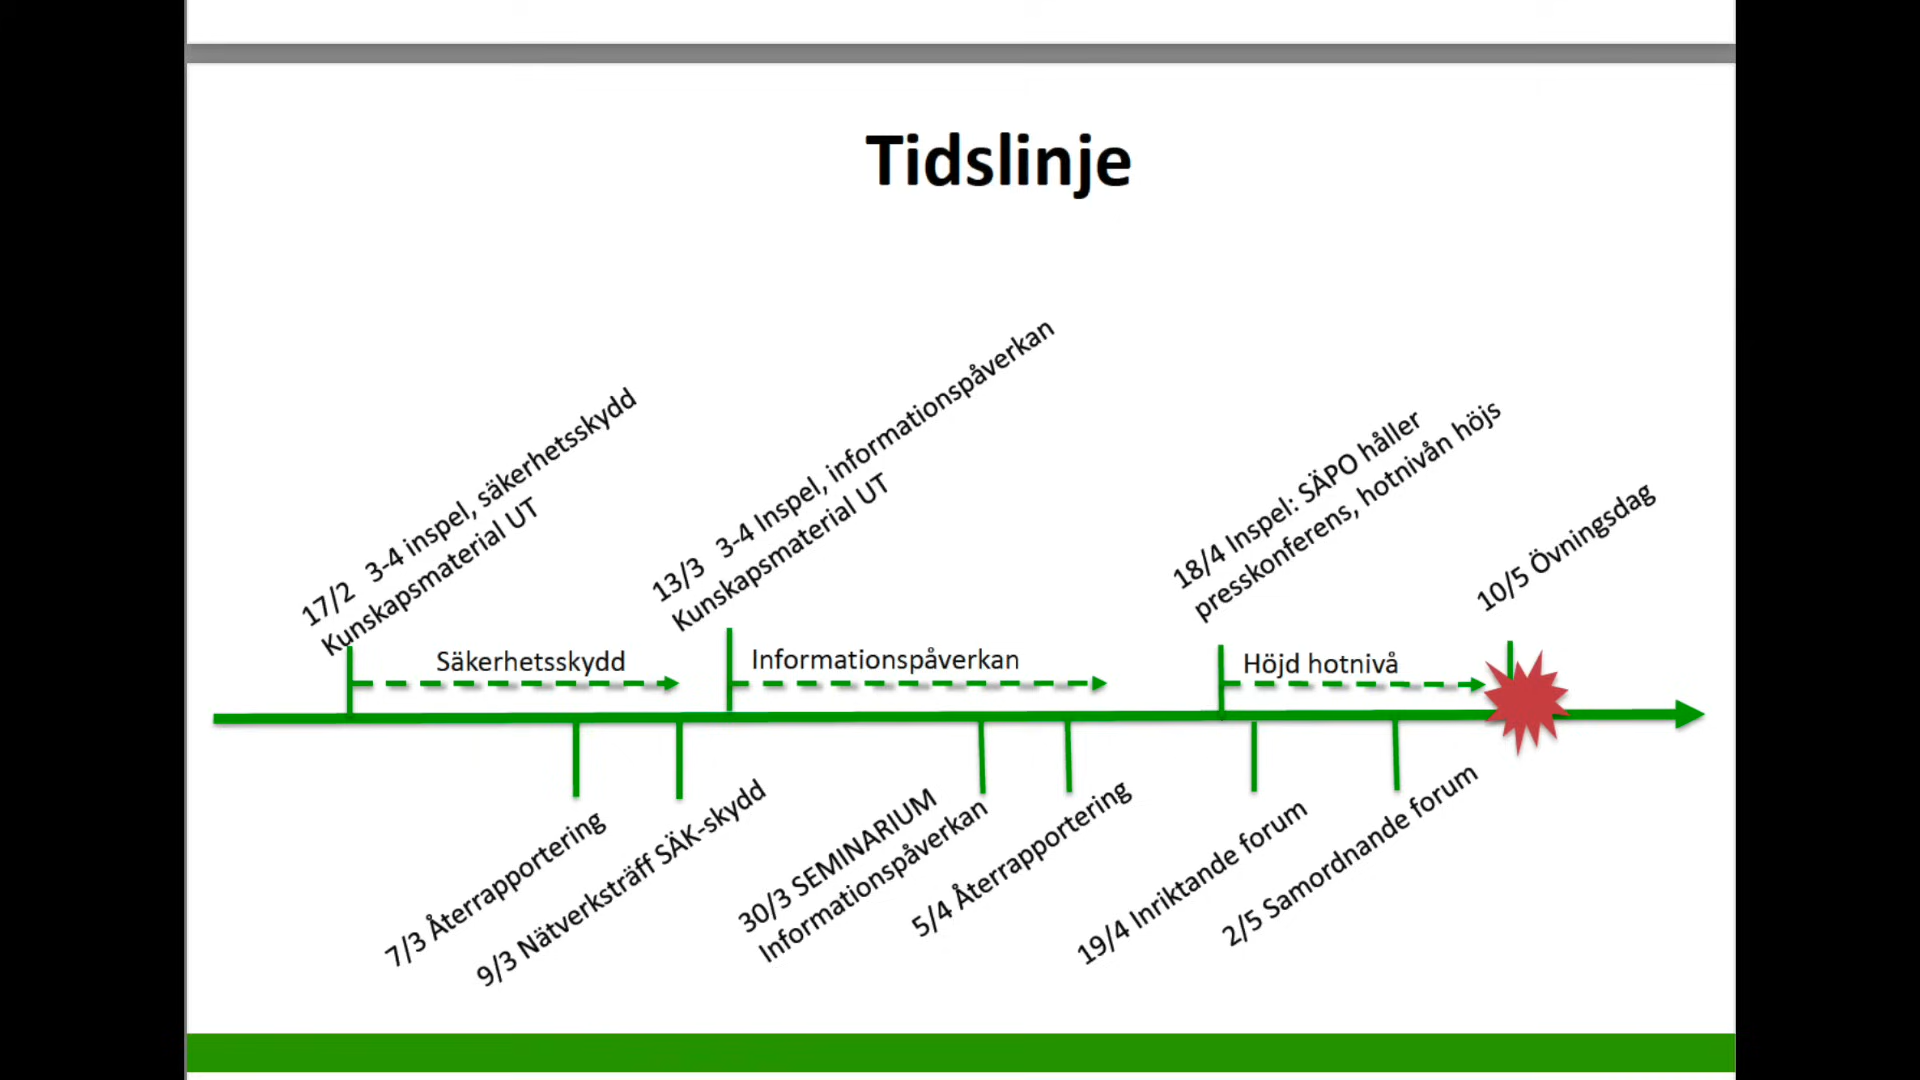 Tidslinje
17/2 3-4 inspel, säkerhetsskydd
Kunskapsmaterial UT
13/3 3-4 Inspel, informationspåverkan
Kunskapsmaterial UT
18/4 Inspel: SÄPO håller
presskonferens, hotnivån höjs
10/5 Övningsdag
Säkerhetsskydd
Informationspåverkan
Höjd hotnivå
7/3 Återrapportering
9/3 Nätverksträff SÄK-skydd
30/3 SEMINARIUM
Informationspåverkan
5/4 Återrapportering
19/4 Inriktande forum
2/5 Samordnande forum